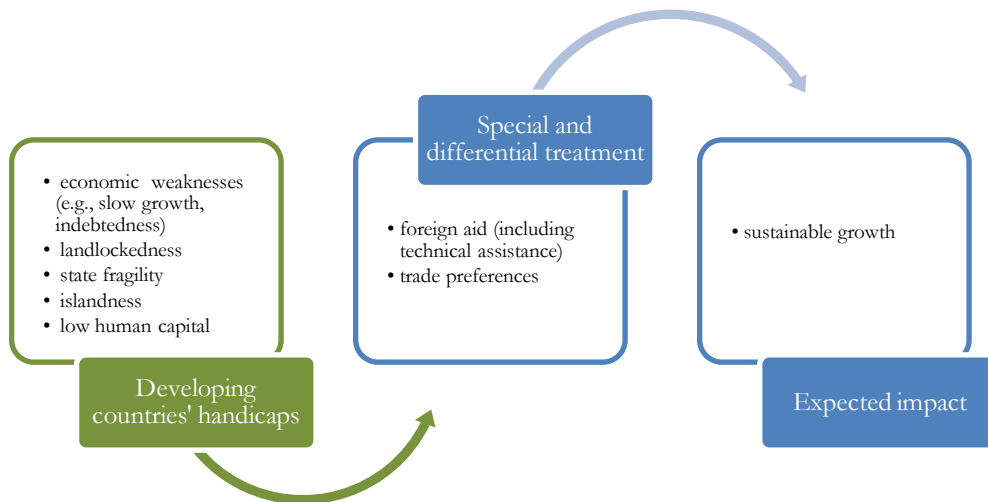 • economic weaknesses
(e.g., slow growth,
indebtedness)
• landlockedness
• state fragility
• islandness
• low human capital
Developing
countries' handicaps
Special and
differential treatment
• foreign aid (including
technical assistance)
• trade preferences
• sustainable growth
Expected impact